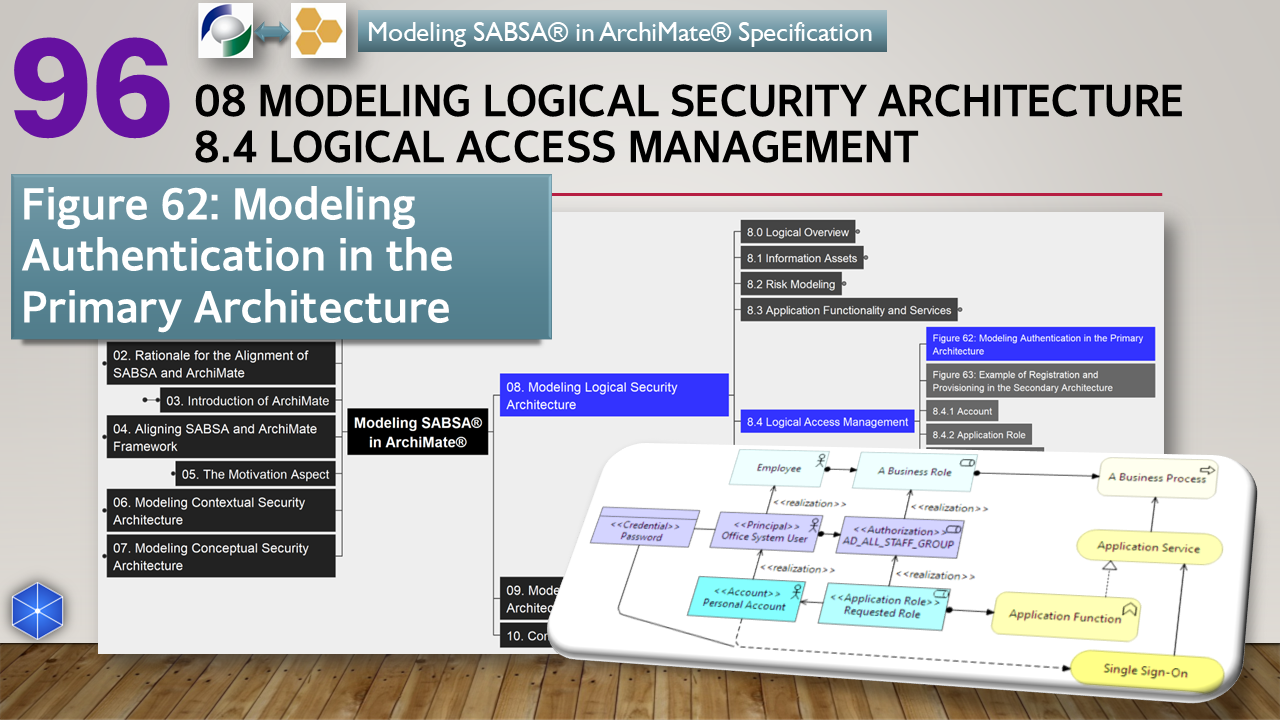 96
Modeling SABSA® in ArchiMate® Specification
08 MODELING LOGICAL SECURITY ARCHITECTURE
8.4 LOGICAL ACCESS MANAGEMENT
Figure 62: Modeling
Authentication in the
Primary Architecture
02. Rationale for the Alignment of
SABSA and ArchiMate
03. Introduction of ArchiMate
04. Aligning SABSA and ArchiMate
Framework
05. The Motivation Aspect
06. Modeling Contextual Security
Architecture
07. Modeling Conceptual Security
Architecture
Modeling SABSA®
in ArchiMate®
08. Modeling Logical Security
Architecture
09. Mode
Architec
10. Con
8.0 Logical Overview
8.1 Information Assets
8.2 Risk Modeling
8.3 Application Functionality and Services
8.4 Logical Access Management
Figure 62: Modeling Authentication in the Primary
Architecture
Figure 63: Example of Registration and
Provisioning in the Secondary Architecture
8.4.1 Account
8.4.2 Application Role
Employee
A Business Role
A Business Process
<<realization>>
<<realization>>
<<Credential>>
Password
<<Principal>>
Office System User
<<Authorization>>
AD_ALL_STAFF_GROUP
Application Service
<<realization>>
<<realization>>
<<Account>>
Personal Account
<<Application Role>>
Requested Role
Application Function
Single Sign-On